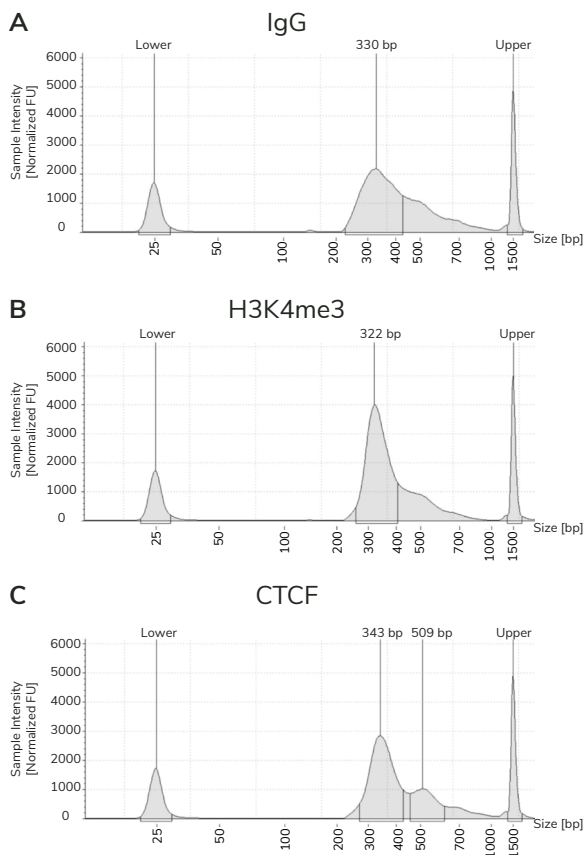 A
IgG
Lower 330 bp Upper
Sample Intensity
[Normalized FU]
6000
5000
4000
3000
2000
1000
0
25 50 100 200 300 400 500 700 1000 1500 Size [bp]
B
H3K4me3
Lower 322 bp Upper
Sample Intensity
[Normalized FU]
6000
5000
4000
3000
2000
1000
0
25 50 100 200 300 400 500 700 1000 1500 Size [bp]
C
CTCF
Lower 343 bp 509 bp Upper
Sample Intensity
[Normalized FU]
6000
5000
4000
3000
2000
1000
0
25 50 100 200 300 400 500 700 1000 1500 Size [bp]